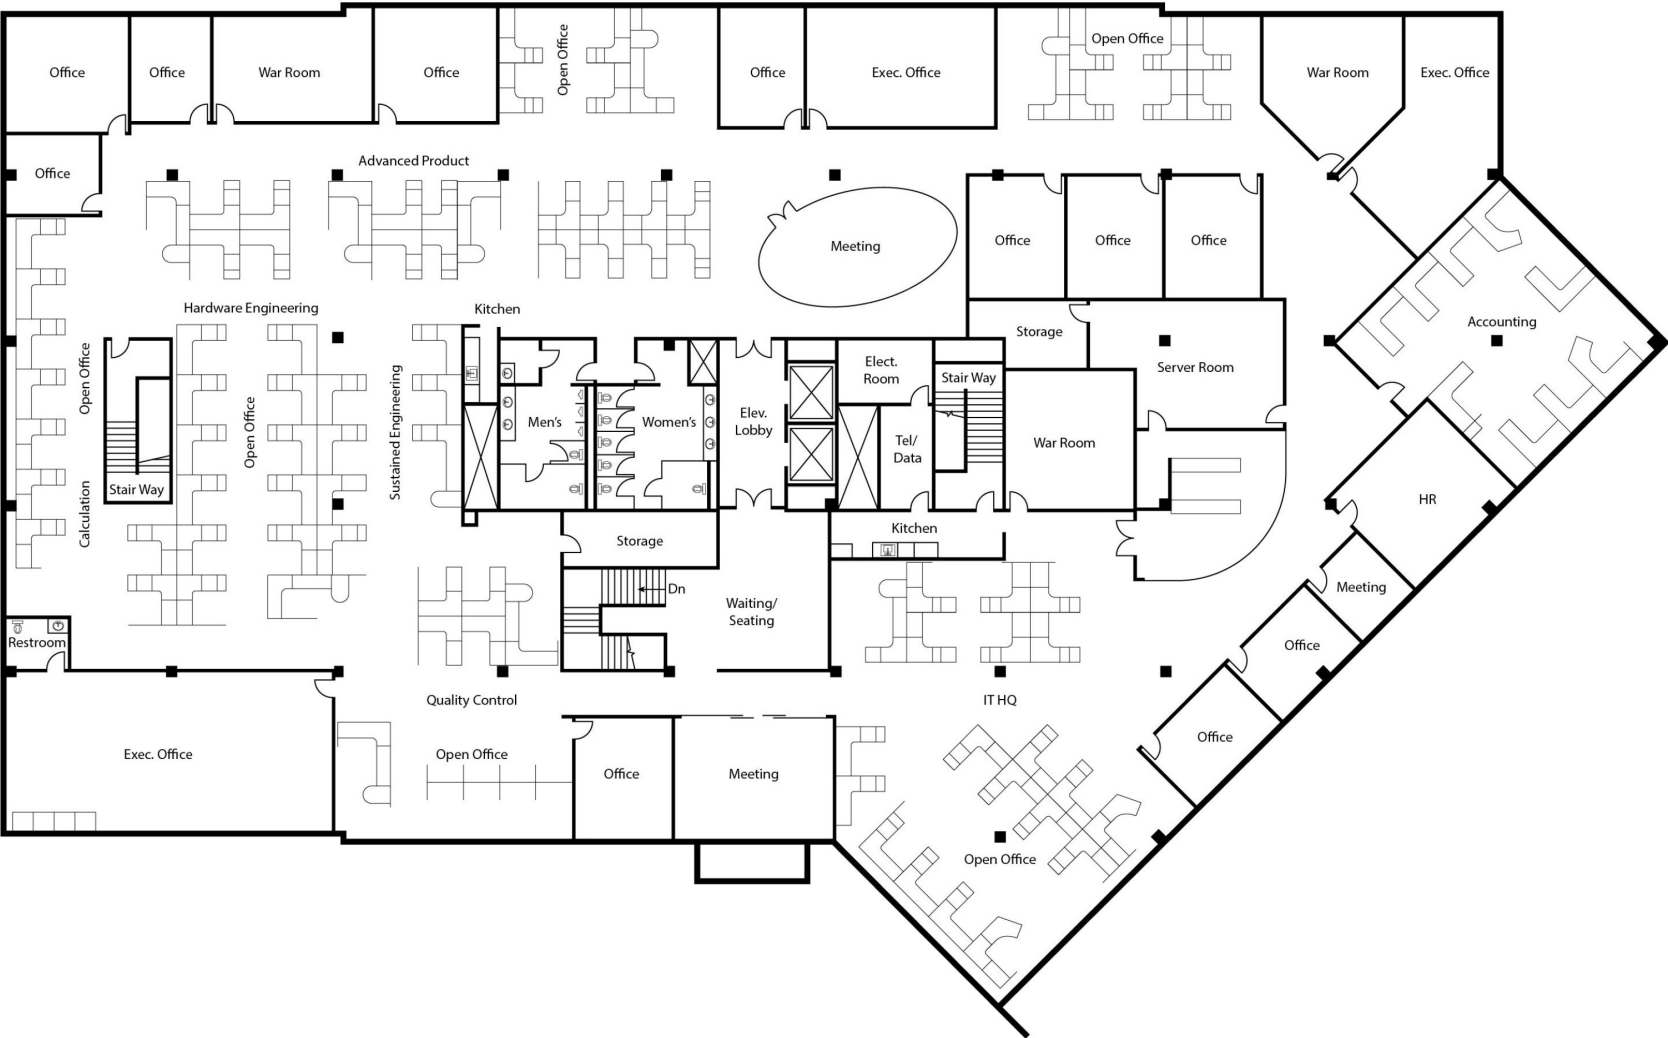 Office
Office
War Room
Office
Open Office
Office
Exec. Office
Open Office
War Room
Exec. Office
Office
Advanced Product
Meeting
Office
Office
Office
Hardware Engineering
Kitchen
Storage
Server Room
Accounting
Open Office
Calculation
Stair Way
Open Office
Sustained Engineering
Men's
Women's
Elev.
Lobby
Elect.
Room
Stair Way
Tel/
Data
War Room
HR
Kitchen
Storage
Dn
Waiting/
Seating
Meeting
Office
Office
Restroom
Exec. Office
Quality Control
Open Office
Office
Meeting
IT HQ
Open Office